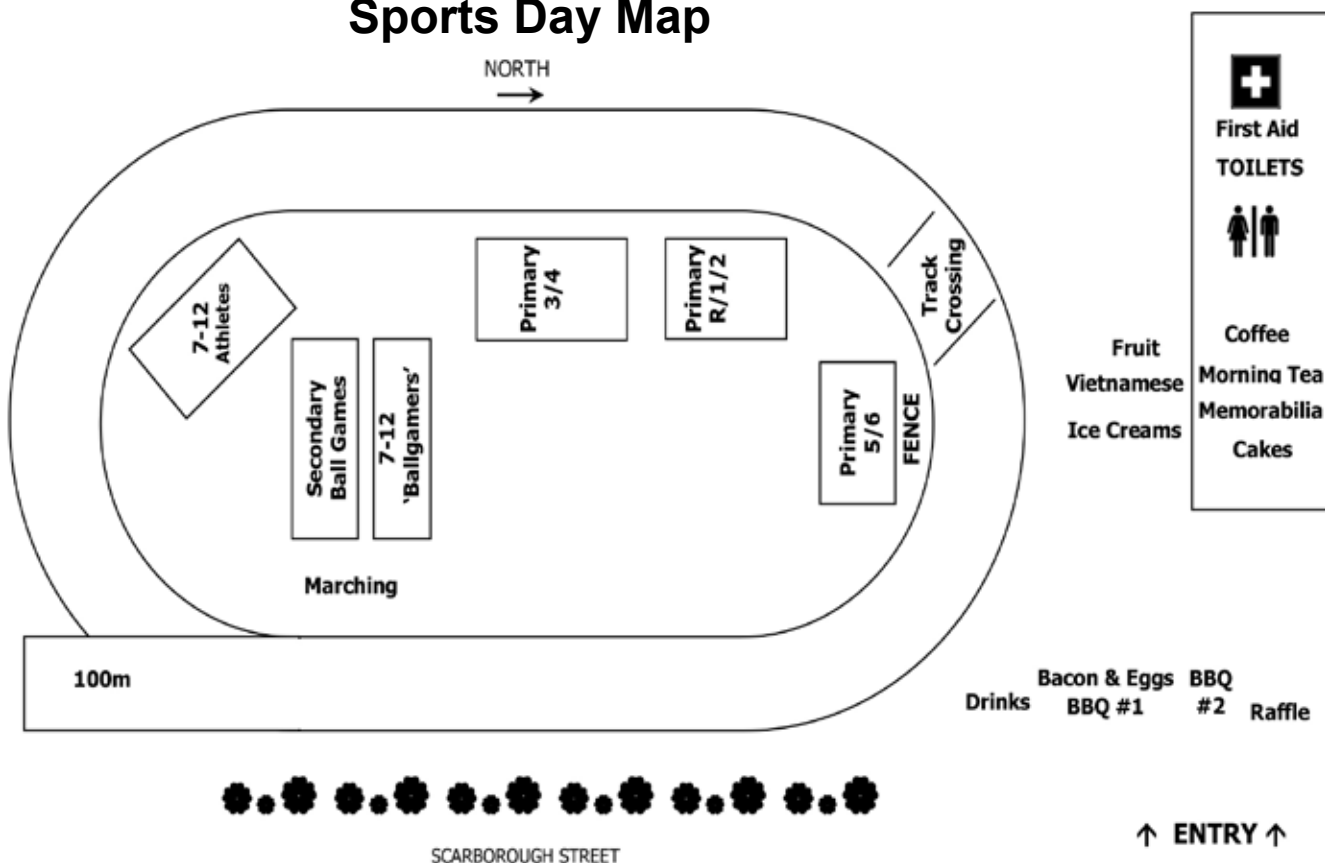 Sports Day Map
NORTH
First Aid
TOILETS
7-12
Athletes
Primary
3/4
Primary
R/1/2
Track
Crossing
Secondary
Ball Games
7-12
‘Ballgamers’
Primary
5/6
FENCE
Fruit
Vietnamese
Ice Creams
Coffee
Morning Tea
Memorabilia
Cakes
Marching
100m
Drinks
Bacon & Eggs
BBQ #1
BBQ
#2
Raffle
ENTRY
SCARBOROUGH STREET